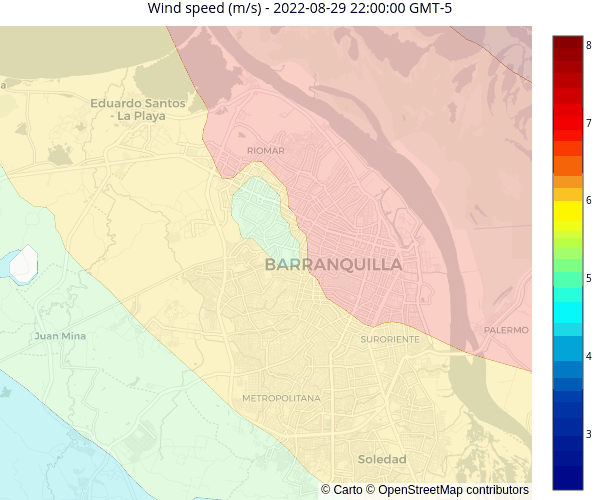 Wind speed (m/s) - 2022-08-29 22:00:00 GMT-5
8
a
Eduardo Santos
- La Playa
7
RIOMAR
6
BARRANQUILLA
5
PALERMO
Juan Mina
SURORIENTE
4
METROPOLITANA
3
Soledad
© Carto © OpenStreetMap contributors